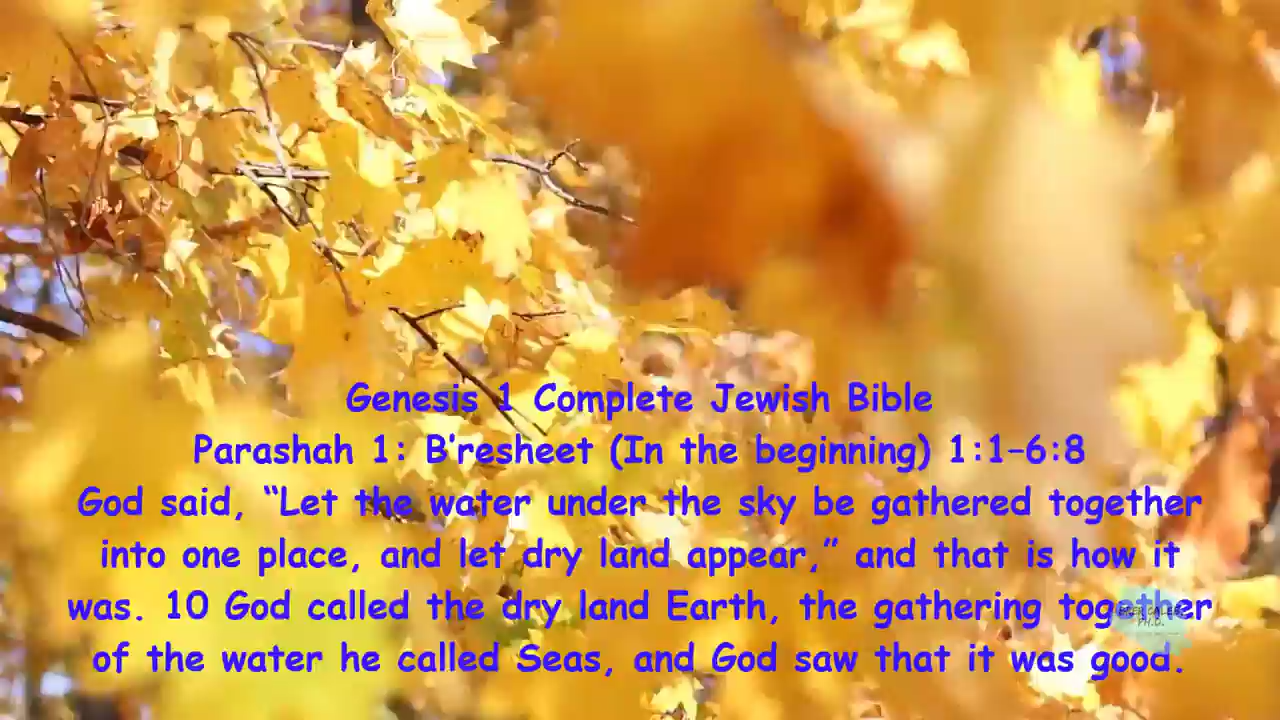 Genesis 1 Complete Jewish Bible
Parashah 1: B’resheet (In the beginning) 1:1–6:8
God said, “Let the water under the sky be gathered together
into one place, and let dry land appear,” and that is how it
was. 10 God called the dry land Earth, the gathering together
of the water he called Seas, and God saw that it was good.
PH.D.